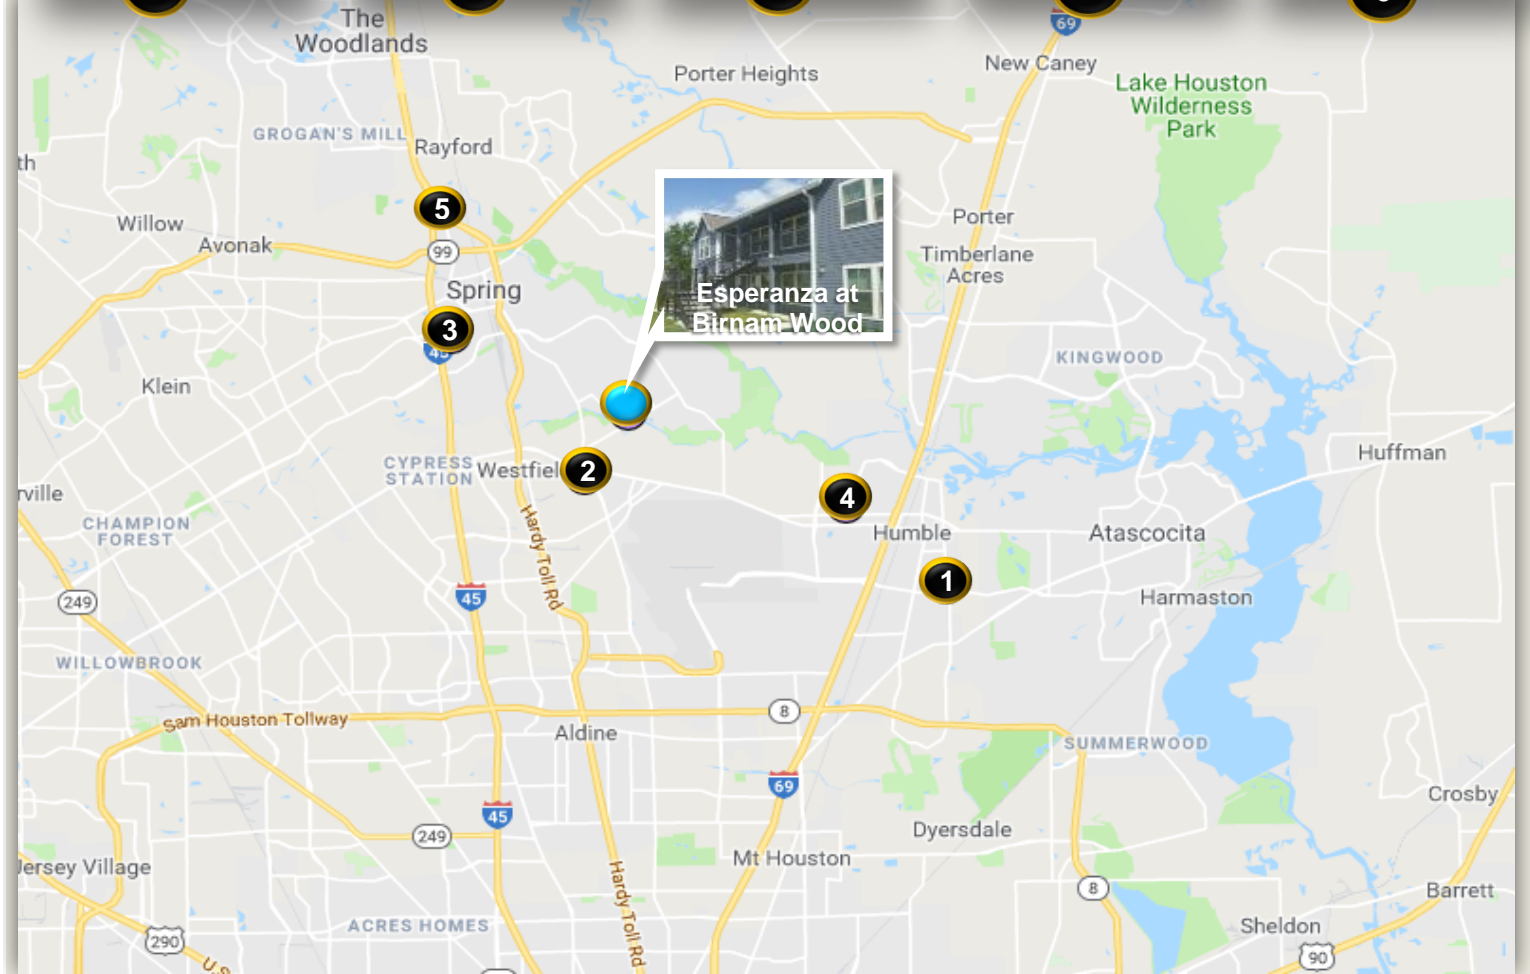 The
Woodlands
69
New Caney
Porter Heights
Lake Houston
Wilderness
Park
GROGAN'S MILL
Rayford
th
5
Willow
Avonak
99
Porter
Timberlane
Acres
Spring
Esperanza at
Birnam Wood
3
45
KINGWOOD
Klein
CYPRESS
STATION
Westfiel
2
Huffman
rville
4
CHAMPION
FOREST
Hardy Toll Rd
Humble
Atascocita
1
249
45
Harmaston
WILLOWBROOK
Sam Houston Tollway
8
Aldine
SUMMERWOOD
69
Crosby
45
249
Dyersdale
Mt Houston
Jersey Village
Hardy Toll Rd
8
Barrett
ACRES HOMES
Sheldon
290
U.S
90